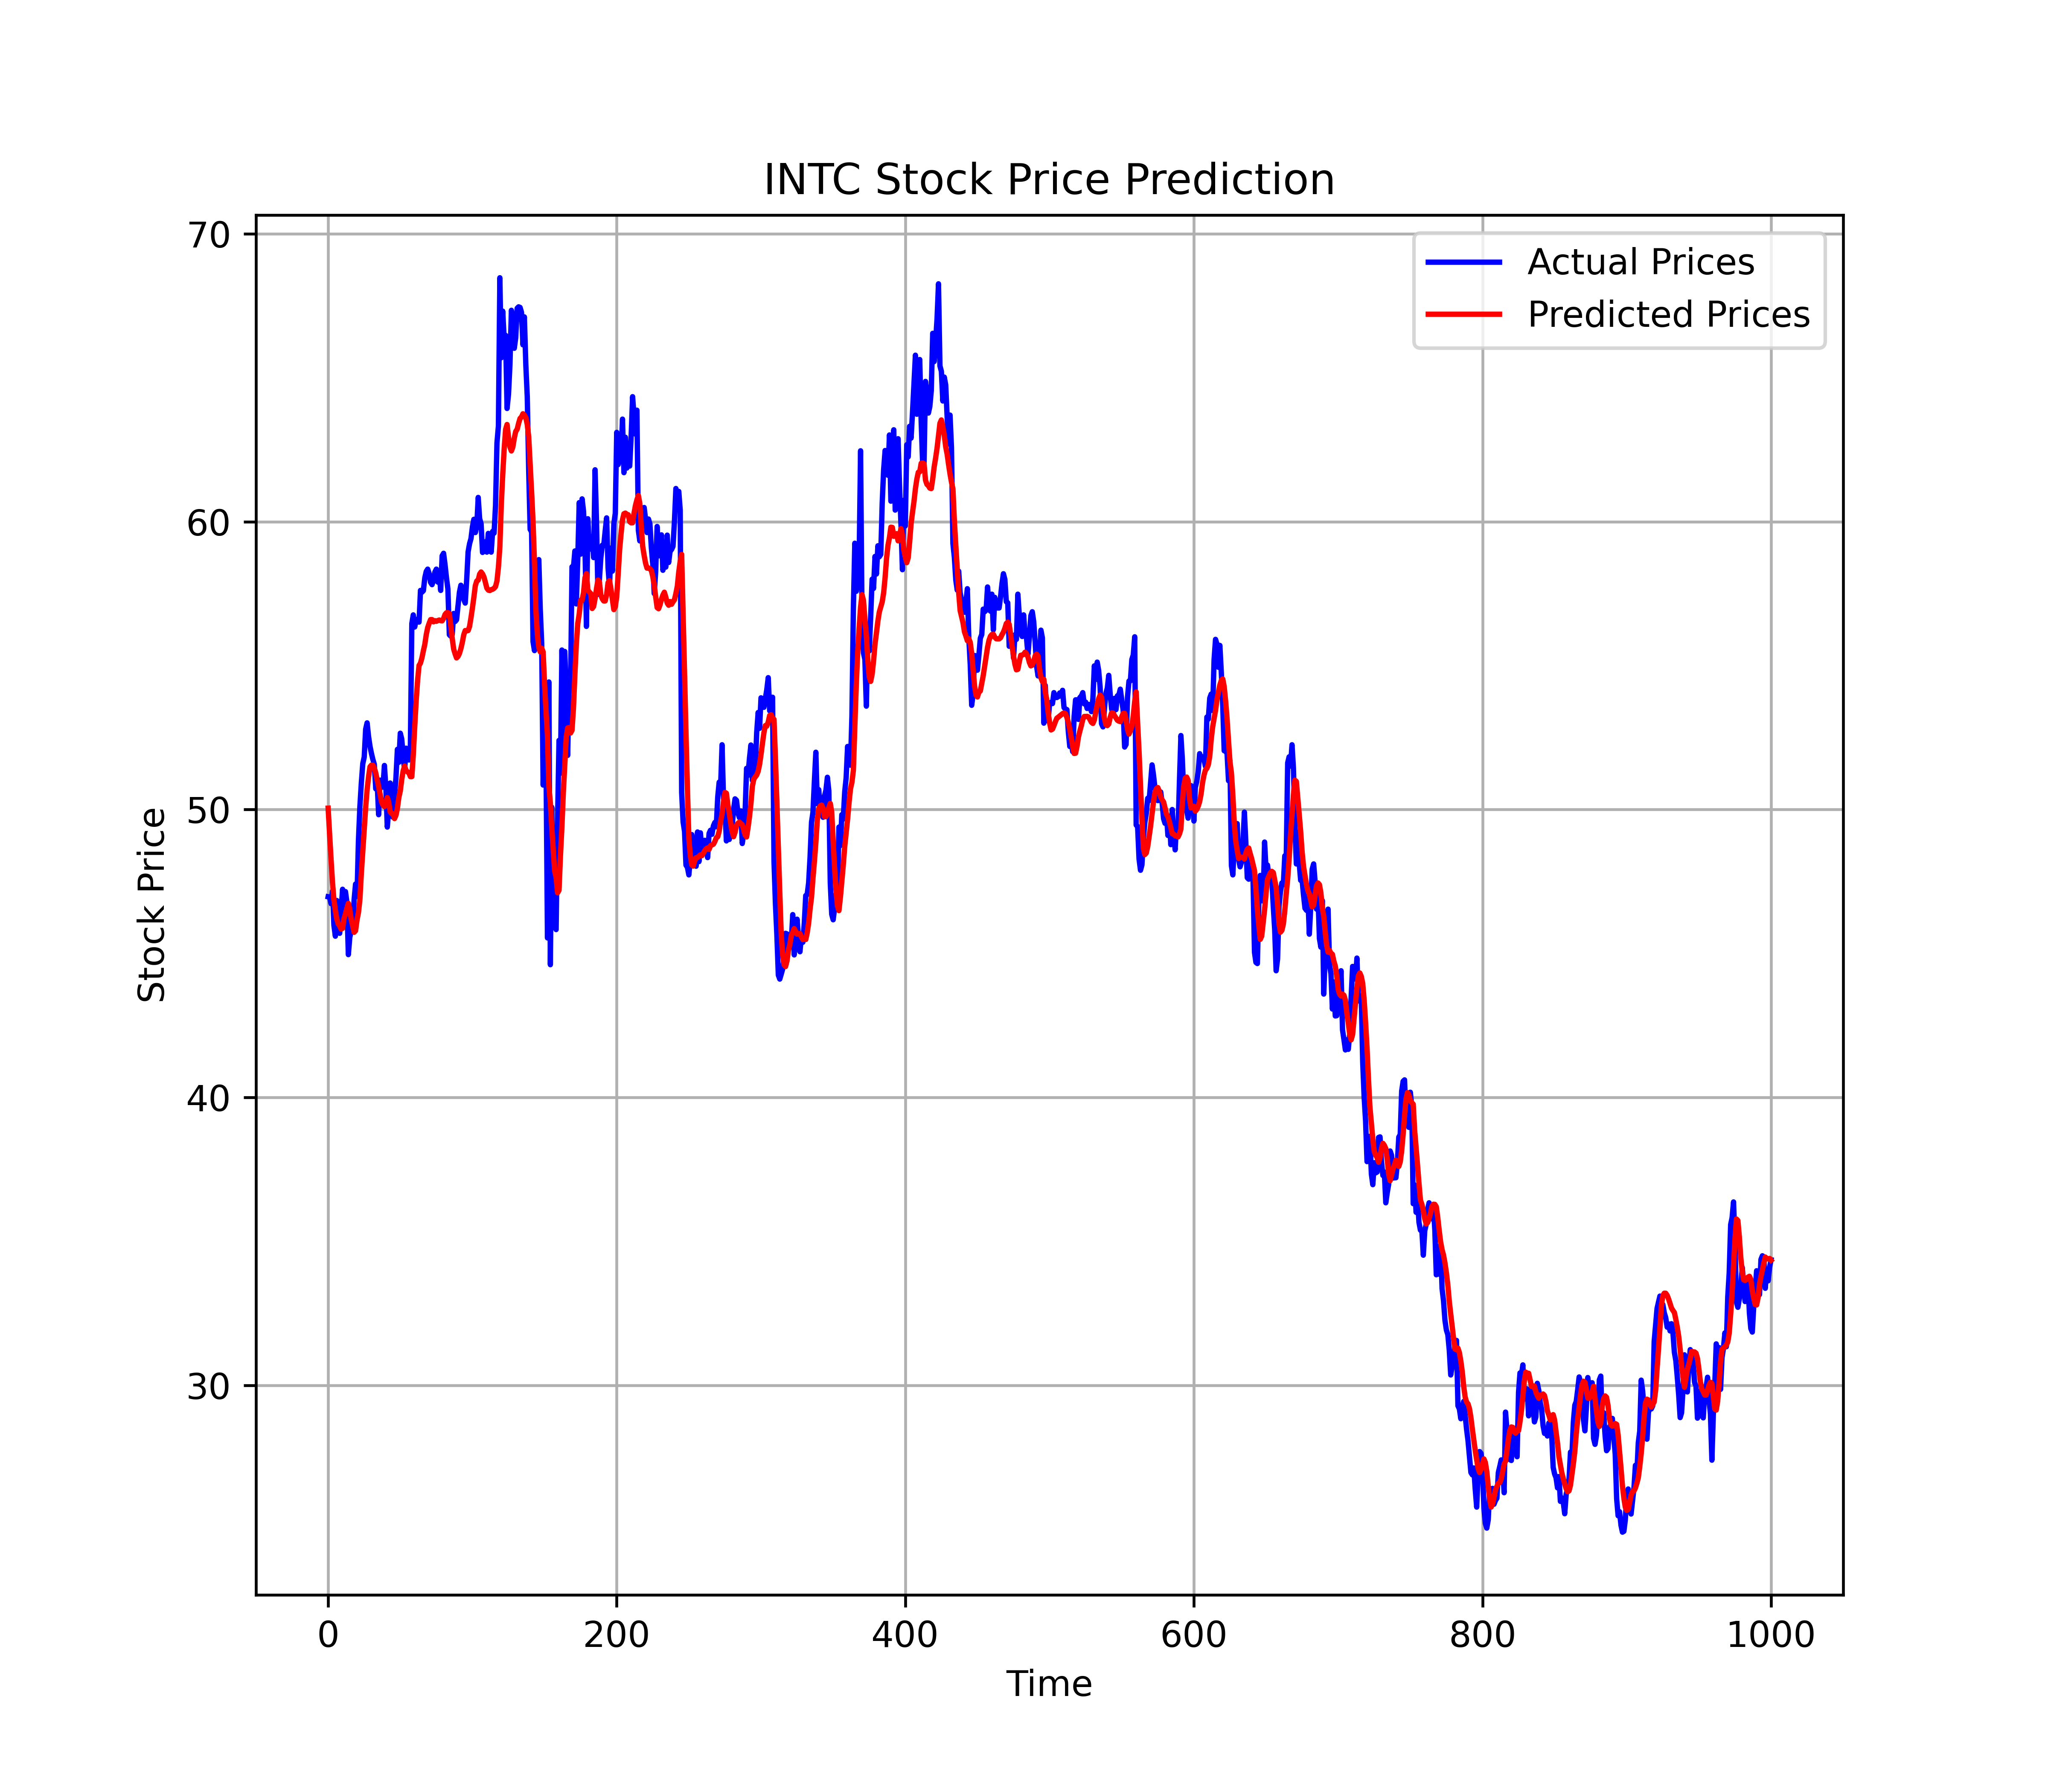 INTC Stock Price Prediction
Actual Prices
Predicted Prices
Stock Price
70
60
50
40
30
0 200 400 600 800 1000
Time